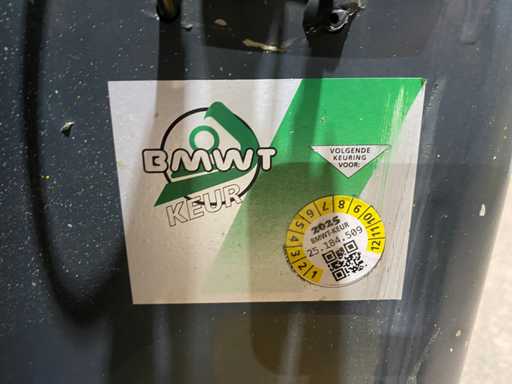 BMWT
KEUR
VOLGENDE
KEURING
VOOR:
1 2 3 4 5 6 7 8 9 10 11 12
2025
BMWT-KEUR
25.184.509